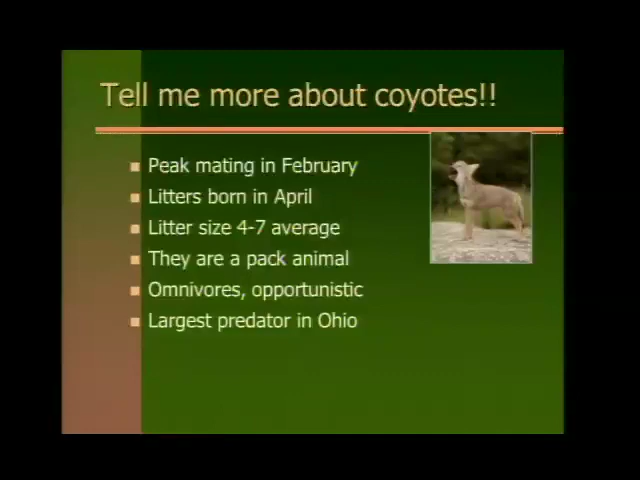 Tell me more about coyotes!!
Peak mating in February
Litters born in April
Litter size 4-7 average
They are a pack animal
Omnivores, opportunistic
Largest predator in Ohio